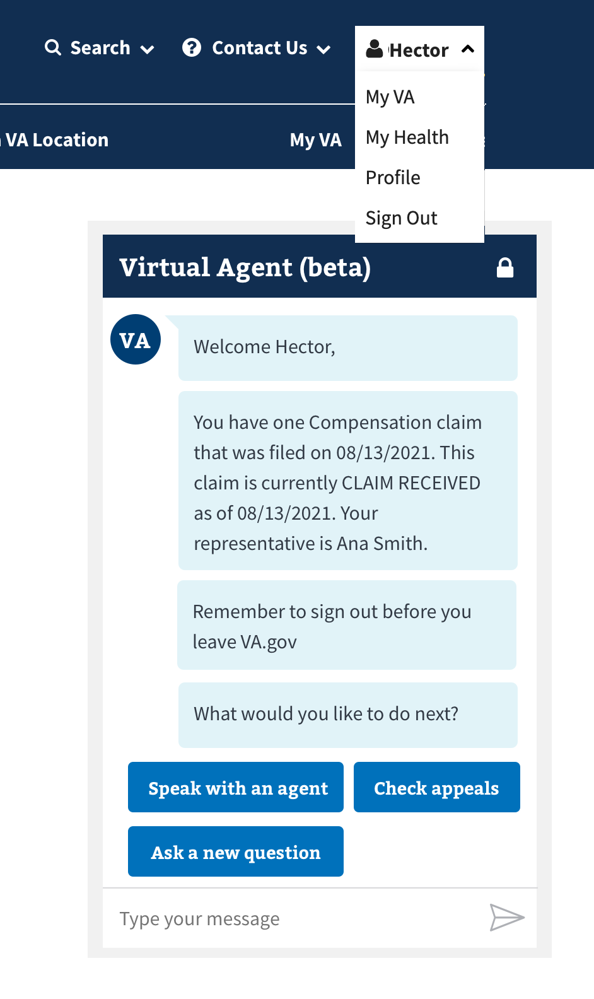 Search
Contact Us
Hector
My VA
My Health
Profile
Sign Out
VA Location
My VA
Virtual Agent (beta)
VA
Welcome Hector,
You have one Compensation claim
that was filed on 08/13/2021. This
claim is currently CLAIM RECEIVED
as of 08/13/2021. Your
representative is Ana Smith.
Remember to sign out before you
leave VA.gov
What would you like to do next?
Speak with an agent
Check appeals
Ask a new question
Type your message